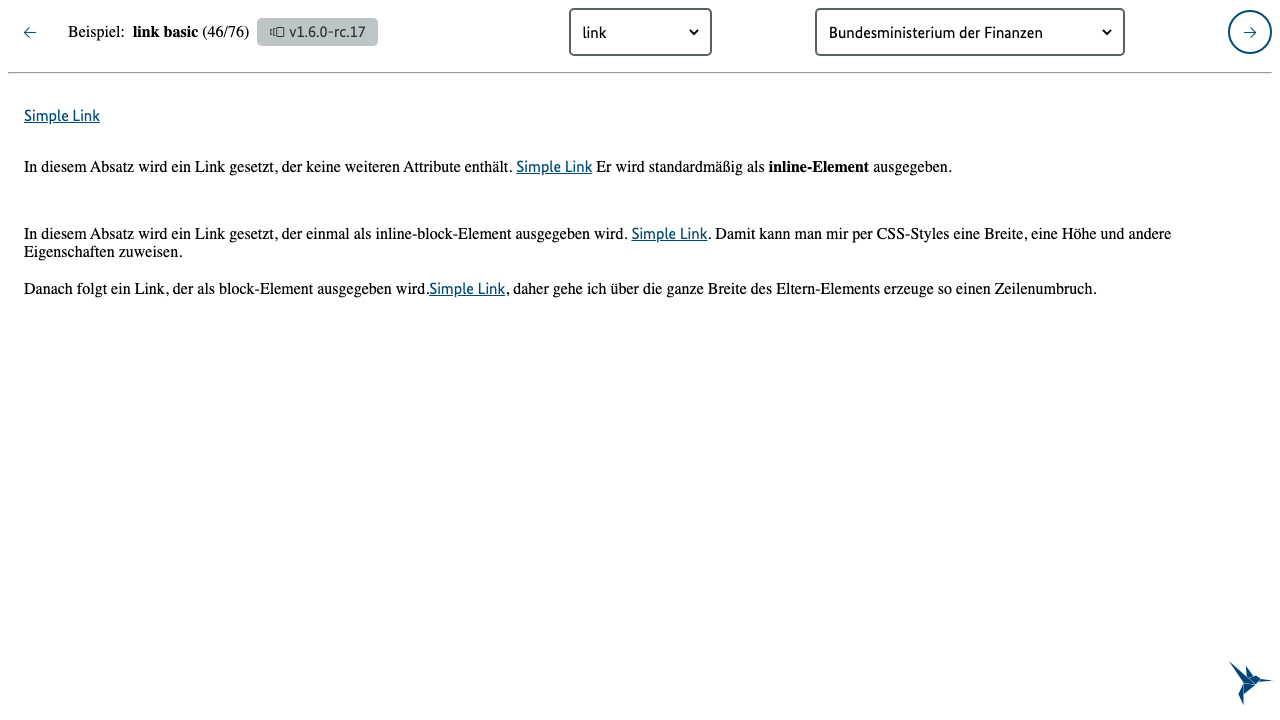 Beispiel: link basic (46/76) v1.6.0-rc.17 link Bundesministerium der Finanzen
Simple Link
In diesem Absatz wird ein Link gesetzt, der keine weiteren Attribute enthält. Simple Link Er wird standardmäßig als inline-Element ausgegeben.
In diesem Absatz wird ein Link gesetzt, der einmal als inline-block-Element ausgegeben wird. Simple Link. Damit kann man mir per CSS-Styles eine Breite, eine Höhe und andere
Eigenschaften zuweisen.
Danach folgt ein Link, der als block-Element ausgegeben wird.Simple Link, daher gehe ich über die ganze Breite des Eltern-Elements erzeuge so einen Zeilenumbruch.